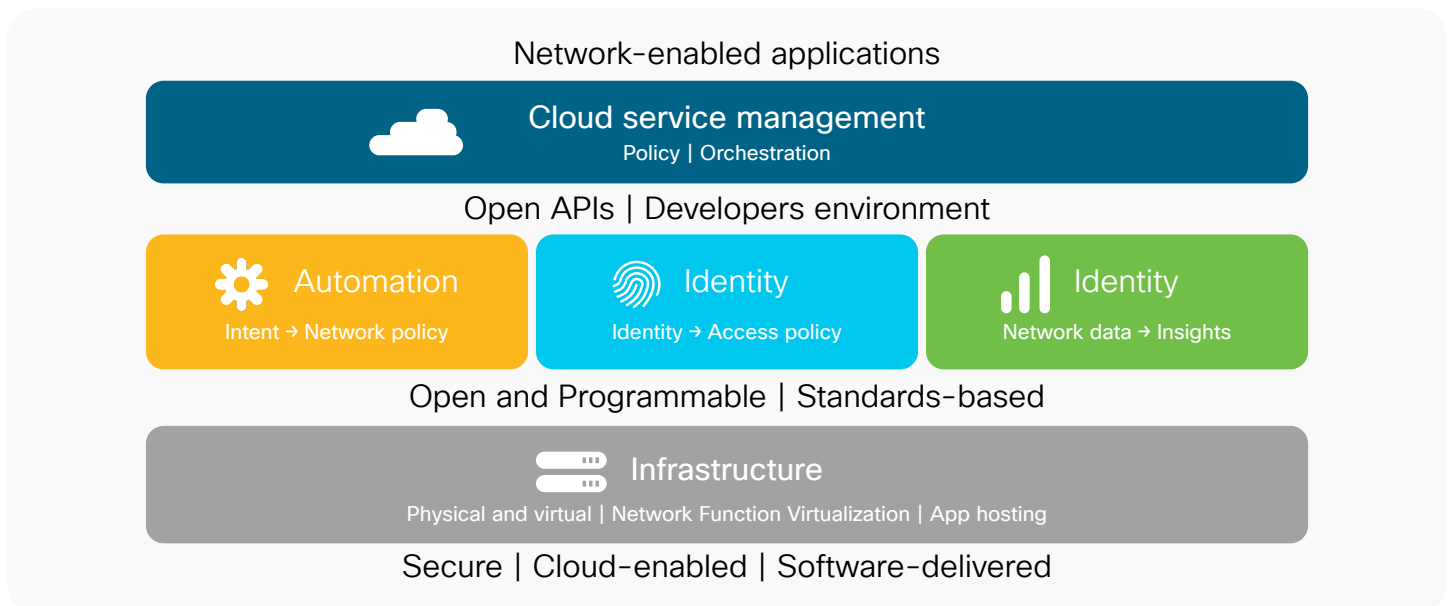 Network-enabled applications
Cloud service management
Policy | Orchestration
Open APIs | Developers environment
Automation
Intent → Network policy
Identity
Identity → Access policy
Identity
Network data → Insights
Open and Programmable | Standards-based
Infrastructure
Physical and virtual | Network Function Virtualization | App hosting
Secure | Cloud-enabled | Software-delivered